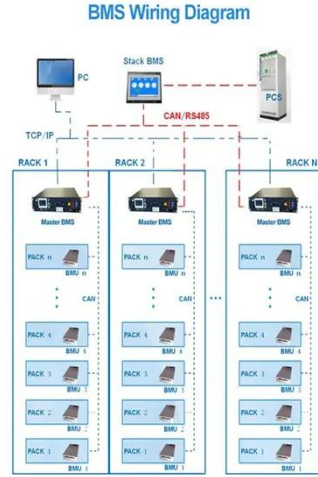 BMS Wiring Diagram
Stack BMS
PC
PCS
CAN/RS485
TCP/IP
RACK 1
RACK 2
RACK N
Master BMS
Master BMS
Master BMS
PACK n
BMU n
PACK n
BMU n
PACK n
BMU n
CAN
CAN
...
CAN
PACK 4
BMU 4
PACK 4
BMU 4
PACK 4
BMU 4
PACK 3
BMU 3
PACK 3
BMU 3
PACK 3
BMU 3
PACK 2
BMU 2
PACK 2
BMU 2
PACK 2
BMU 2
PACK 1
BMU 1
PACK 1
BMU 1
PACK 1
BMU 1